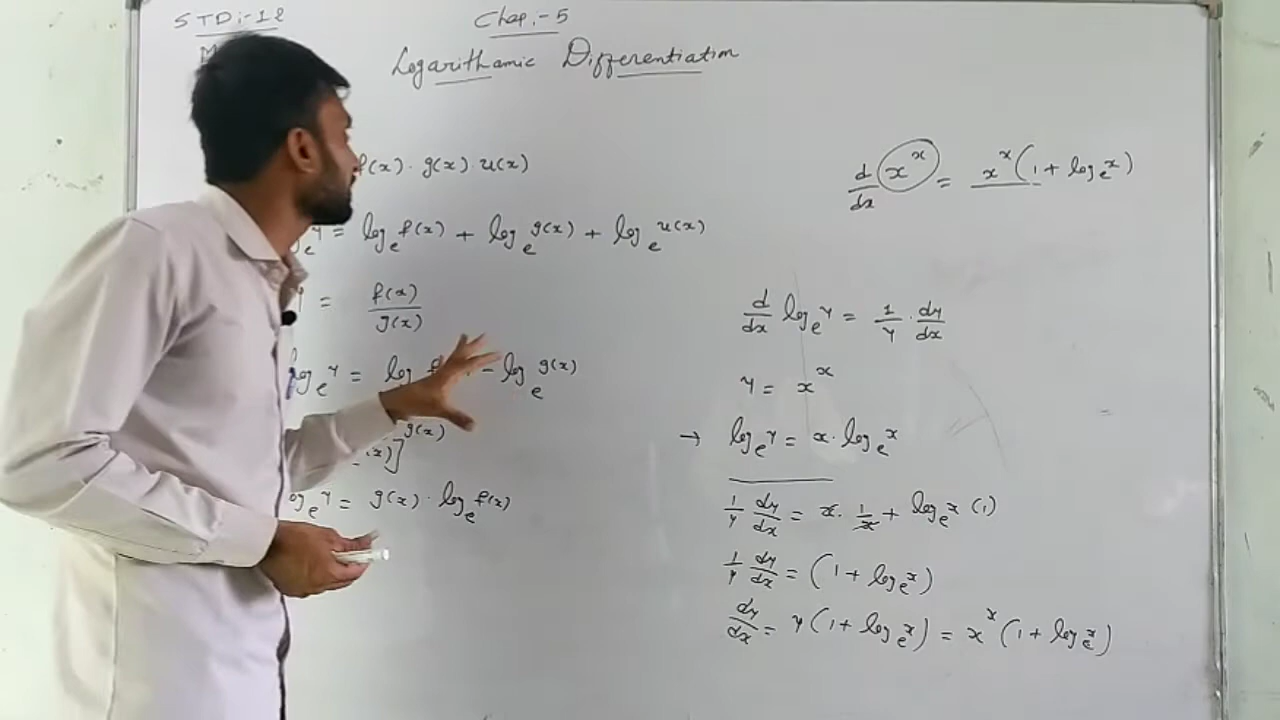 STD:-12
Chap:-5
Logarithamic Differentiation
f(x) · g(x) · u(x)
e^y = log_e^f(x) + log_e^g(x) + log_e^u(x)
= f(x)/g(x)
log_e^y = log - log_e^g(x)
(x)]^g(x)
log_e^y = g(x) · log_e^f(x)
d/dx (x^x) = x^x (1 + log_e^x)
d/dx log_e^y = 1/y · dy/dx
y = x^x
→ log_e^y = x · log_e^x
1/y dy/dx = x · 1/x + log_e^x (1)
1/y dy/dx = (1 + log_e^x)
dy/dx = y (1 + log_e^x) = x^x (1 + log_e^x)